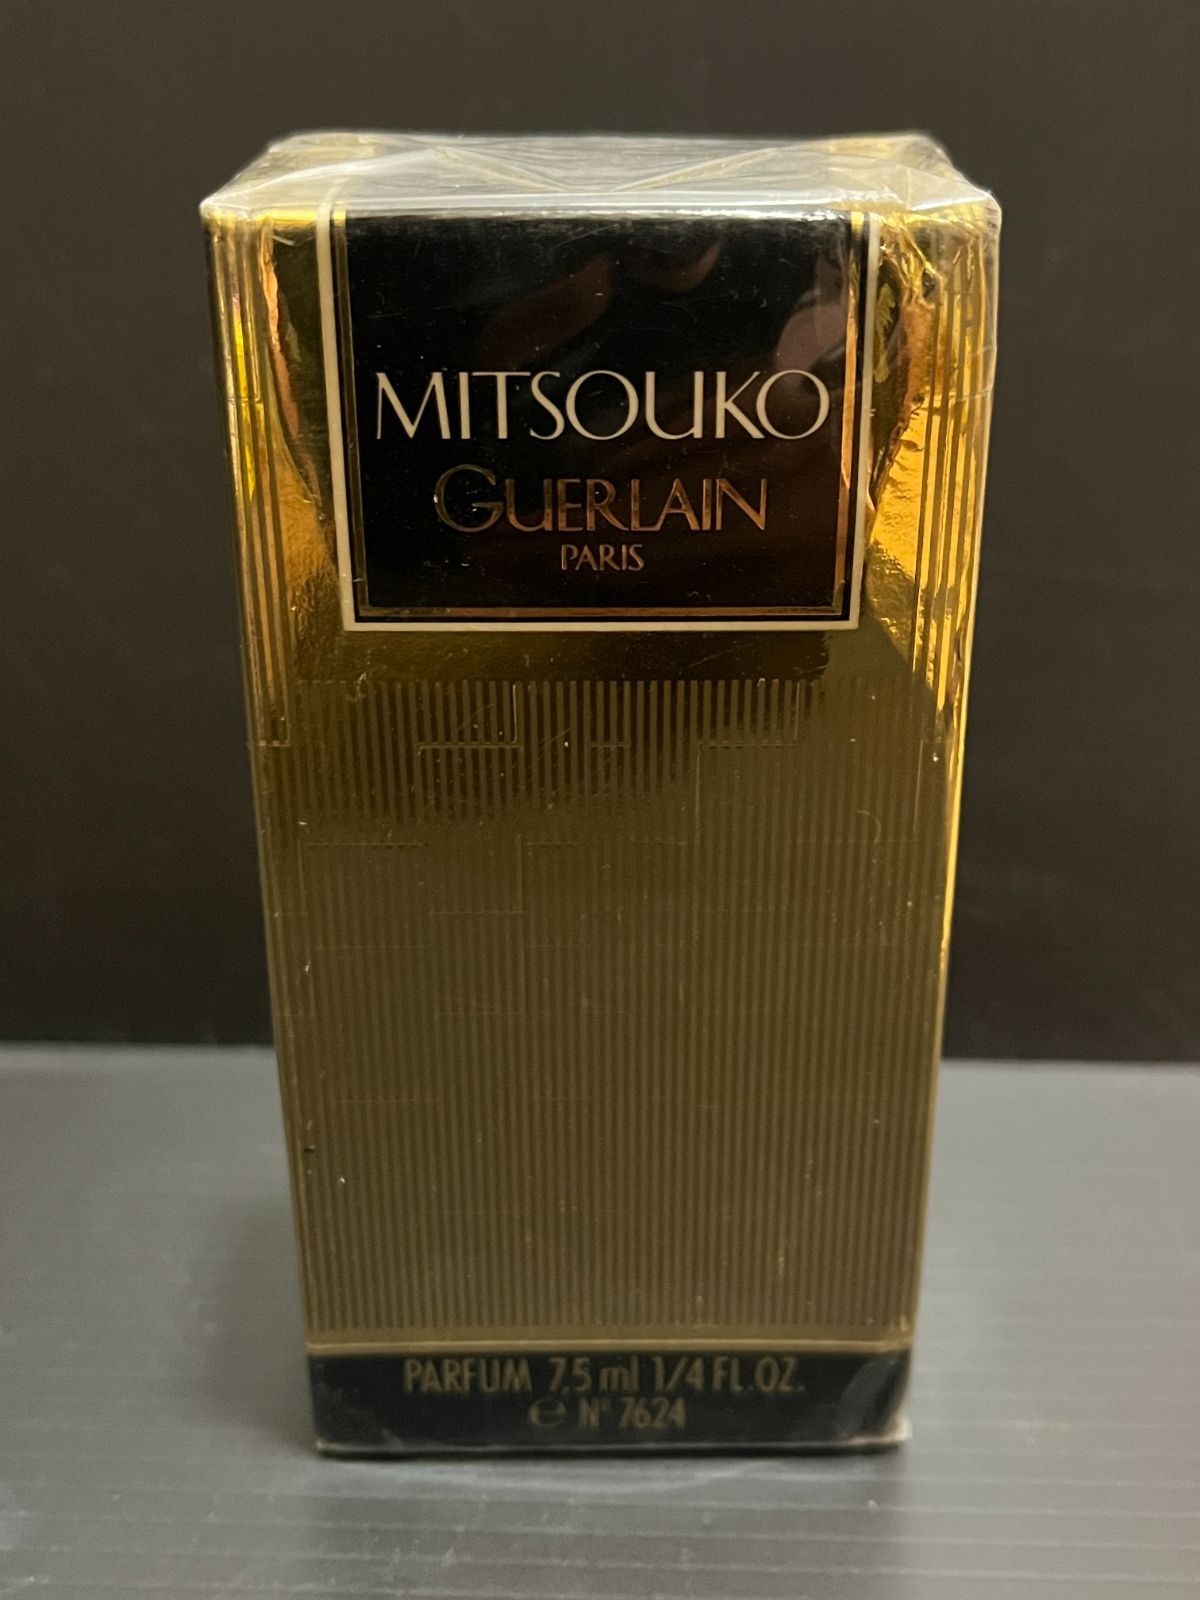 MITSOUKO
GUERLAIN
PARIS
PARFUM 7,5 ml 1/4 FL.OZ.
℮ N° 7624